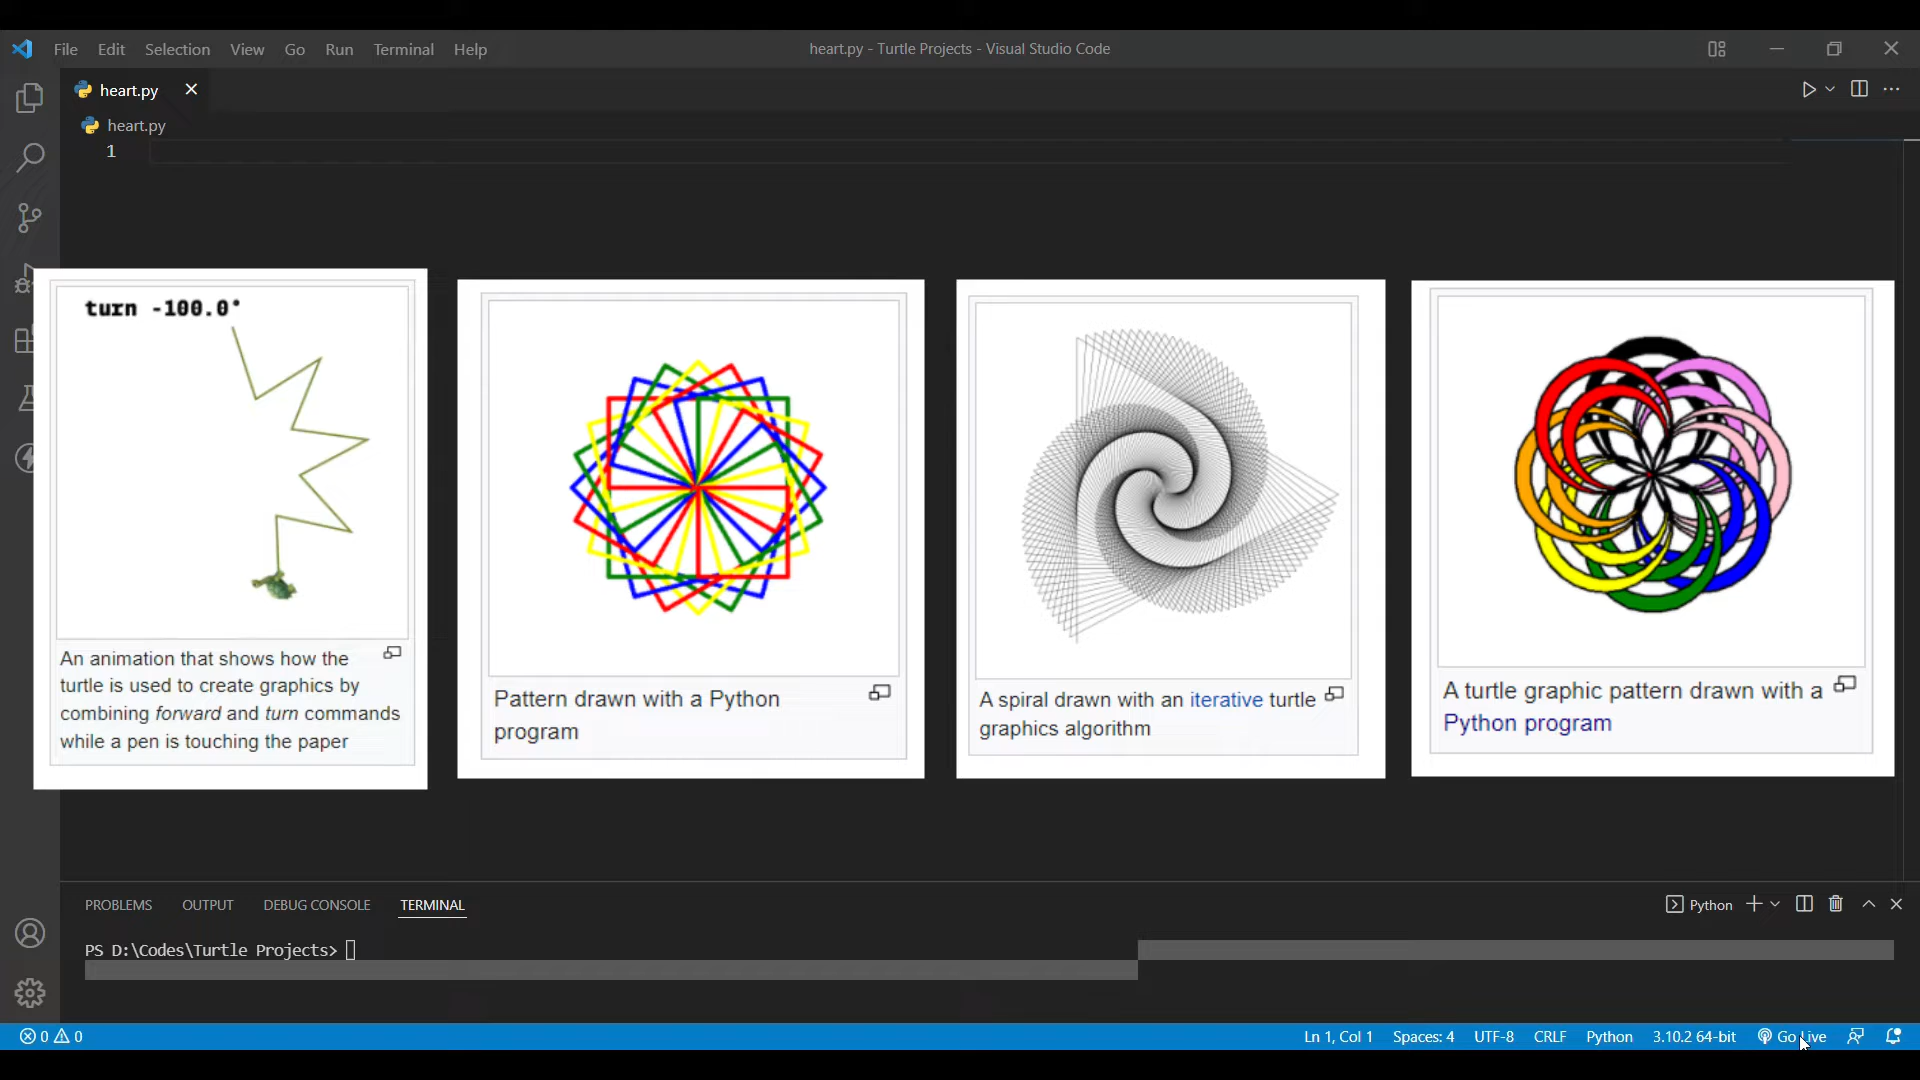 File Edit Selection View Go Run Terminal Help
heart.py - Turtle Projects - Visual Studio Code
heart.py
heart.py
1
turn -100.0°
An animation that shows how the
turtle is used to create graphics by
combining forward and turn commands
while a pen is touching the paper
Pattern drawn with a Python
program
A spiral drawn with an iterative turtle
graphics algorithm
A turtle graphic pattern drawn with a
Python program
PROBLEMS OUTPUT DEBUG CONSOLE TERMINAL
Python
PS D:\Codes\Turtle Projects>
0 0
Ln 1, Col 1 Spaces: 4 UTF-8 CRLF Python 3.10.2 64-bit Go Live